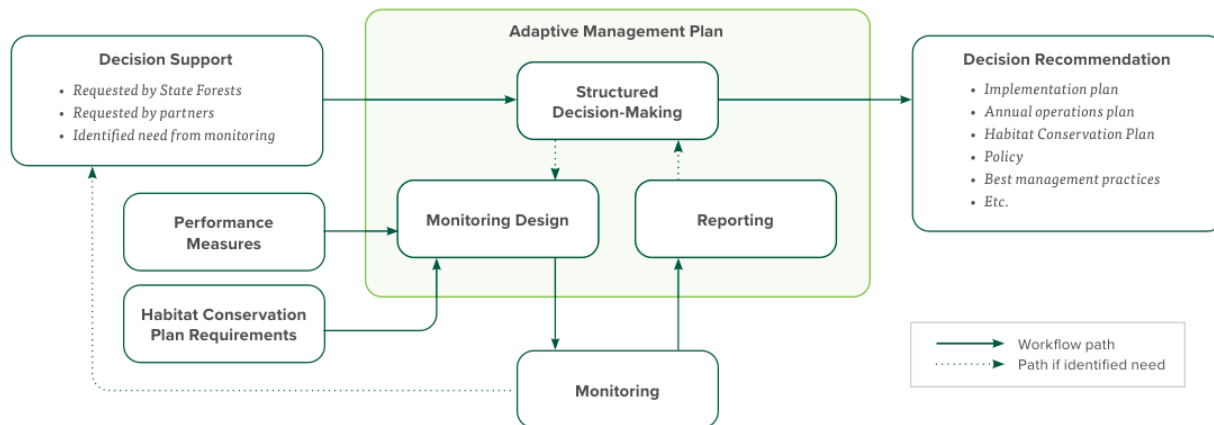 Adaptive Management Plan
Decision Support
• Requested by State Forests
• Requested by partners
• Identified need from monitoring
Structured
Decision-Making
Decision Recommendation
• Implementation plan
• Annual operations plan
• Habitat Conservation Plan
• Policy
• Best management practices
• Etc.
Performance
Measures
Monitoring Design
Reporting
Habitat Conservation
Plan Requirements
Monitoring
Workflow path
Path if identified need